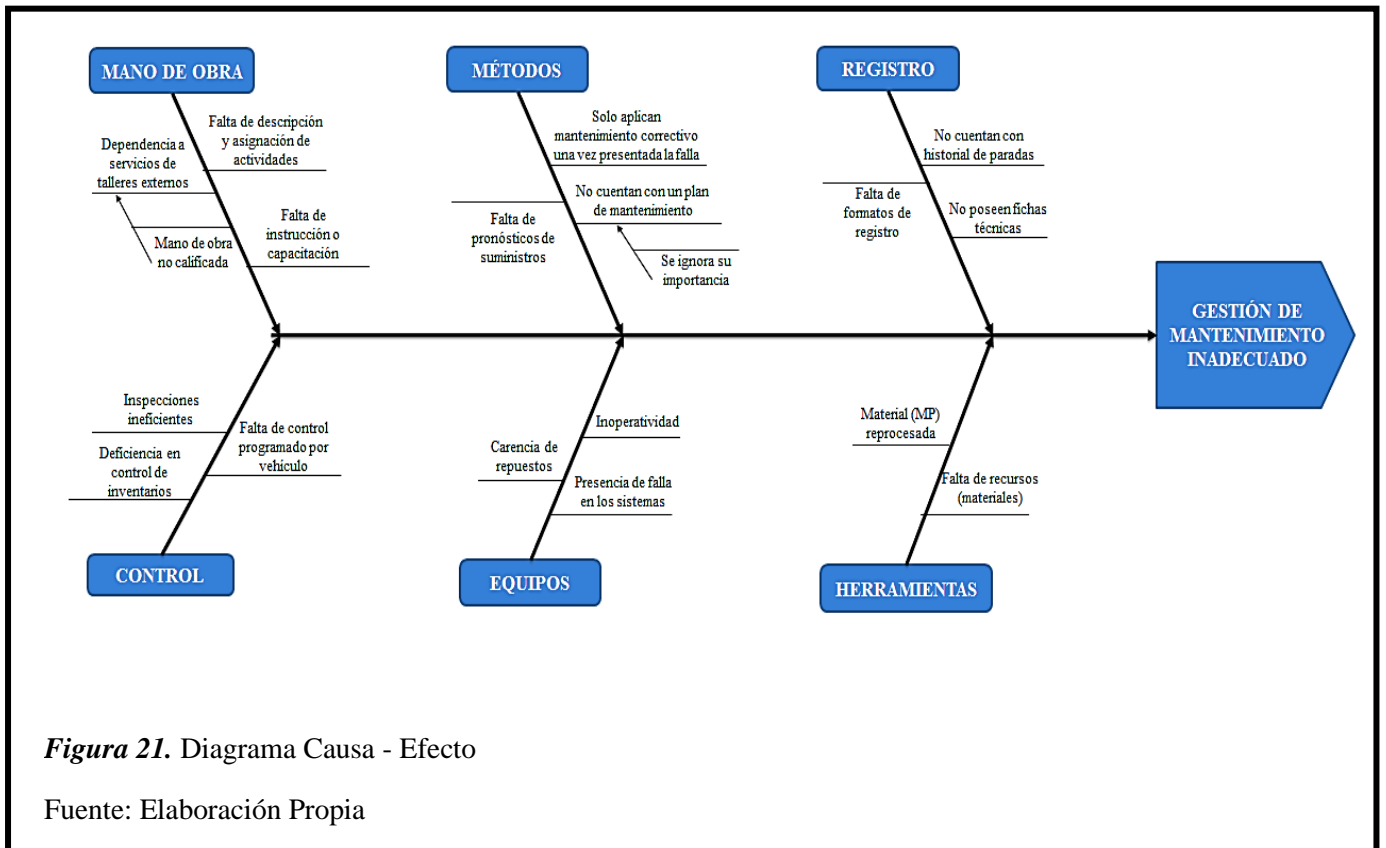 MANO DE OBRA
Falta de descripción
y asignación de
actividades
Dependencia a
servicios de
talleres externos
Mano de obra
no calificada
Falta de
instrucción o
capacitación
MÉTODOS
Solo aplican
mantenimiento correctivo
una vez presentada la falla
No cuentan con un plan
de mantenimiento
Falta de
pronósticos de
suministros
Se ignora su
importancia
REGISTRO
No cuentan con
historial de paradas
Falta de
formatos de
registro
No poseen fichas
técnicas
GESTIÓN DE
MANTENIMIENTO
INADECUADO
Inspecciones
ineficientes
Falta de control
programado por
vehículo
Deficiencia en
control de
inventarios
CONTROL
Inoperatividad
Carencia de
repuestos
Presencia de falla
en los sistemas
EQUIPOS
Material (MP)
reprocesada
Falta de recursos
(materiales)
HERRAMIENTAS
Figura 21. Diagrama Causa - Efecto
Fuente: Elaboración Propia